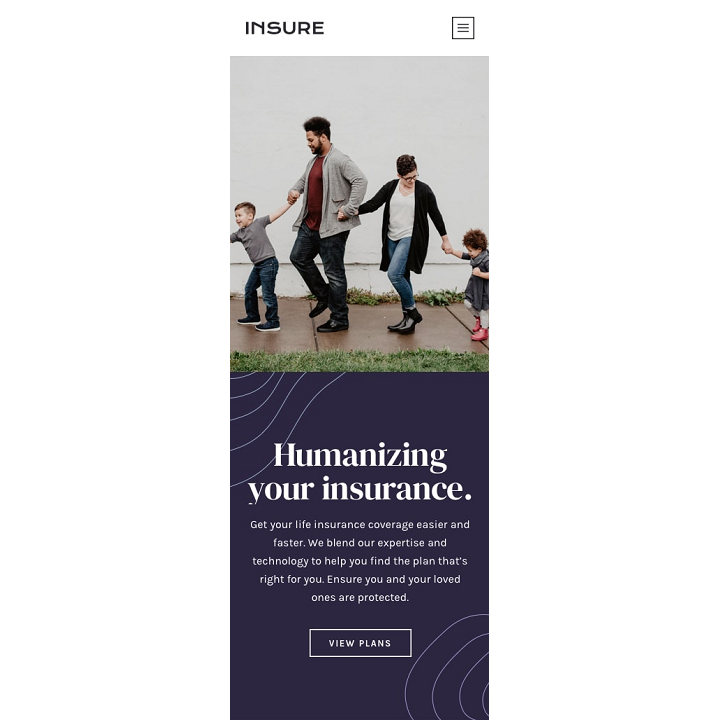 INSURE
Humanizing
your insurance.
Get your life insurance coverage easier and
faster. We blend our expertise and
technology to help you find the plan that's
right for you. Ensure you and your loved
ones are protected.
VIEW PLANS